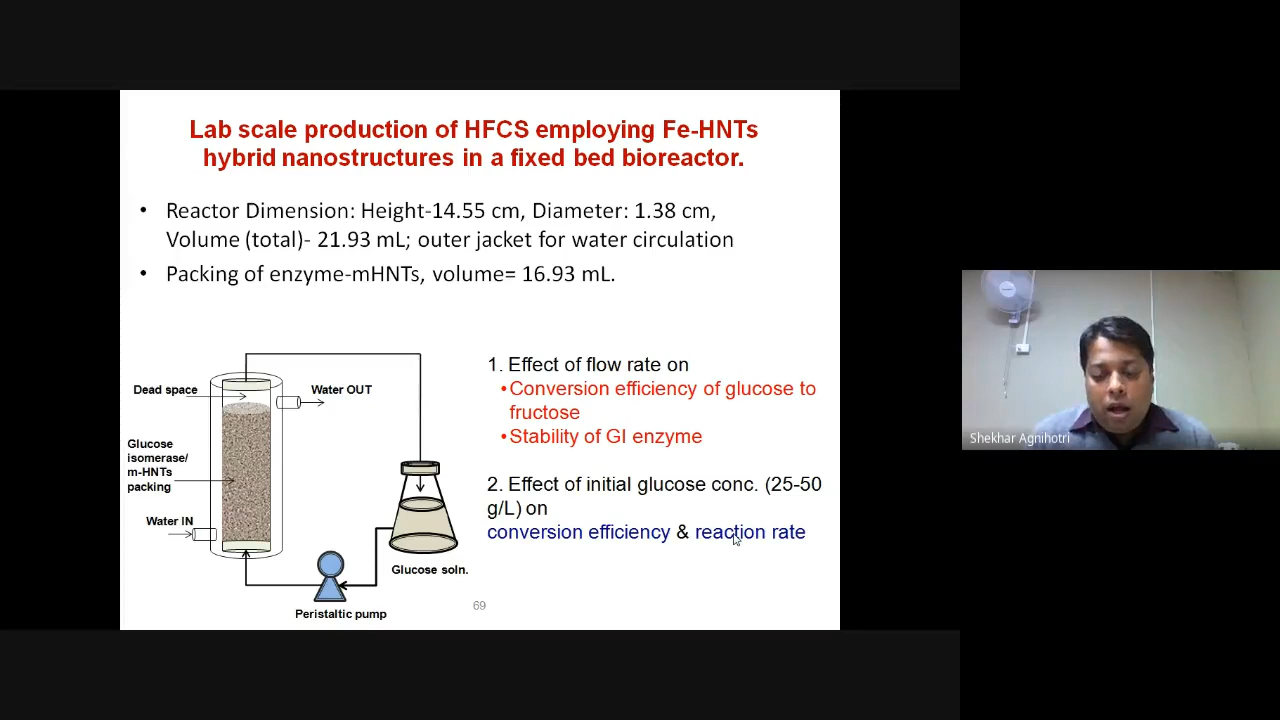 Lab scale production of HFCS employing Fe-HNTs
hybrid nanostructures in a fixed bed bioreactor.
• Reactor Dimension: Height-14.55 cm, Diameter: 1.38 cm,
Volume (total)- 21.93 mL; outer jacket for water circulation
• Packing of enzyme-mHNTs, volume= 16.93 mL.
Dead space
Water OUT
Glucose
isomerase/
m-HNTs
packing
Water IN
Glucose soln.
Peristaltic pump
1. Effect of flow rate on
•Conversion efficiency of glucose to
fructose
•Stability of GI enzyme
2. Effect of initial glucose conc. (25-50
g/L) on
conversion efficiency & reaction rate
69
Shekhar Agnihotri